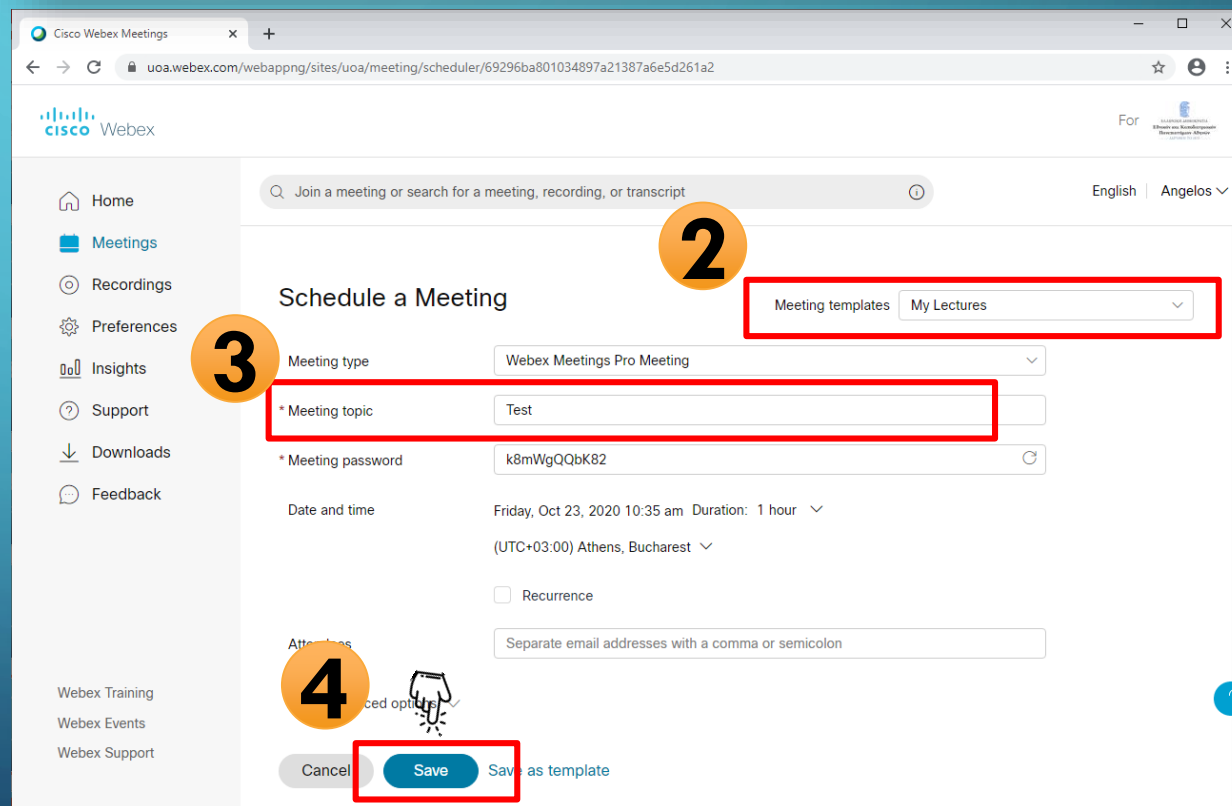 Cisco Webex Meetings
uoa.webex.com/webappng/sites/uoa/meeting/scheduler/69296ba801034897a21387a6e5d261a2
cisco Webex
For
Home
Meetings
Recordings
Preferences
Insights
Support
Downloads
Feedback
Webex Training
Webex Events
Webex Support
Join a meeting or search for a meeting, recording, or transcript
English Angelos
2
Schedule a Meeting
Meeting templates My Lectures
3
Meeting type Webex Meetings Pro Meeting
* Meeting topic Test
* Meeting password k8mWgQQbK82
Date and time Friday, Oct 23, 2020 10:35 am Duration: 1 hour
(UTC+03:00) Athens, Bucharest
Recurrence
Separate email addresses with a comma or semicolon
4
options
Cancel Save Save as template